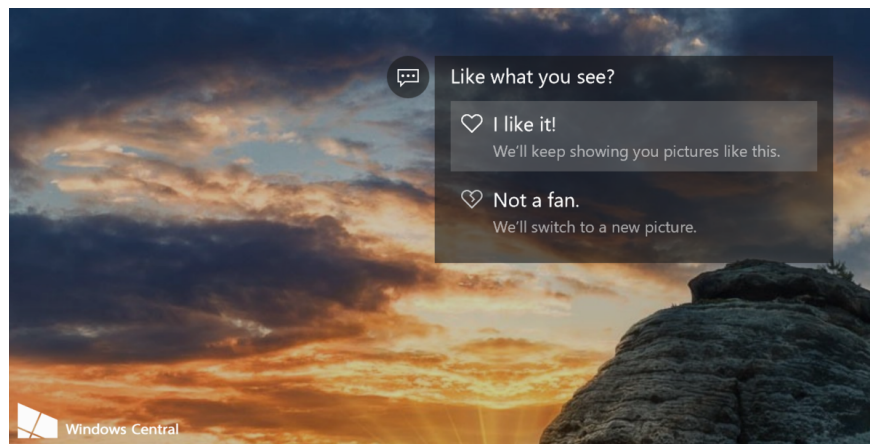 Like what you see?
I like it!
We'll keep showing you pictures like this.
Not a fan.
We'll switch to a new picture.
Windows Central